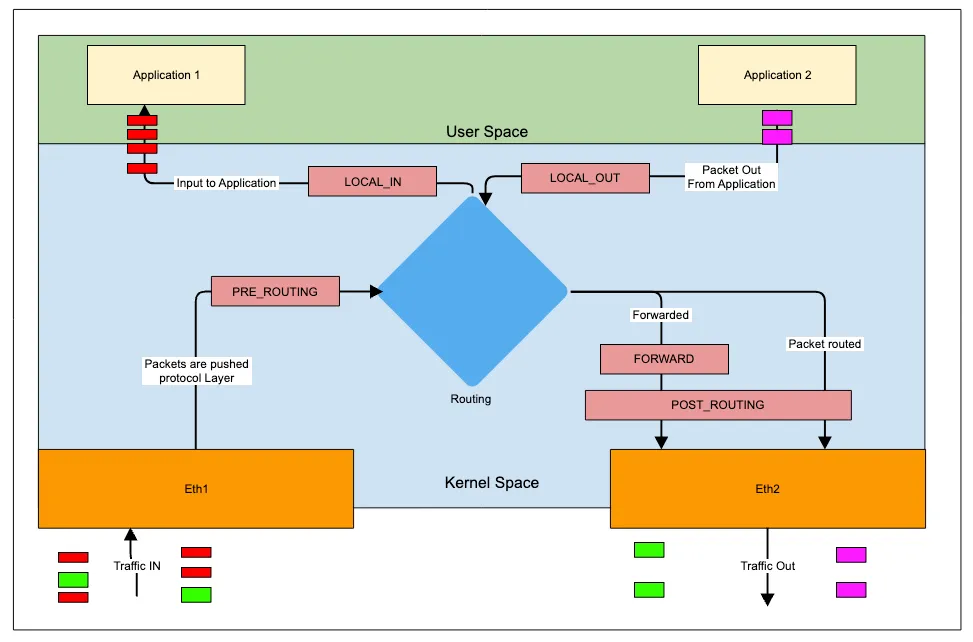 Application 1
Application 2
User Space
Input to Application
LOCAL_IN
LOCAL_OUT
Packet Out
From Application
PRE_ROUTING
Forwarded
Packet routed
Packets are pushed
protocol Layer
FORWARD
Routing
POST_ROUTING
Kernel Space
Eth1
Eth2
Traffic IN
Traffic Out